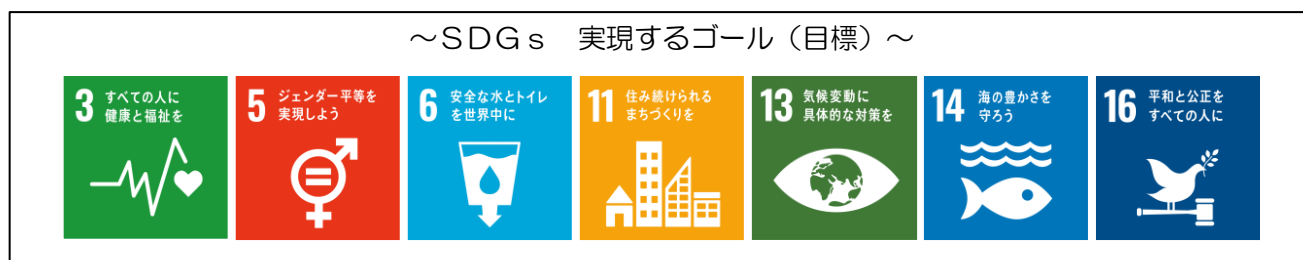 ～ＳＤＧｓ　実現するゴール（目標）～
3 すべての人に
健康と福祉を
5 ジェンダー平等を
実現しよう
6 安全な水とトイレ
を世界中に
11 住み続けられる
まちづくりを
13 気候変動に
具体的な対策を
14 海の豊かさを
守ろう
16 平和と公正を
すべての人に